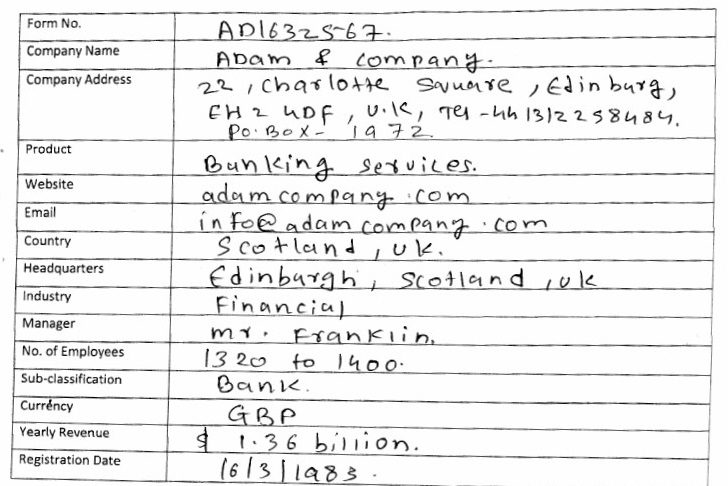 Form No. AD16325-67.
Company Name ADam & company.
Company Address 22, Charlotte Square, Edinburg,
EH2 4DF, U.K, Tel -44 1312258484.
PO.BOX- 1972.
Product Banking services.
Website adamcompany.com
Email info@adamcompany.com
Country Scotland, UK.
Headquarters Edinburgh, Scotland, UK
Industry Financial
Manager mr. Franklin.
No. of Employees 1320 to 1400.
Sub-classification Bank.
Currency GBP
Yearly Revenue $ 1.36 billion.
Registration Date 16/3/1983.